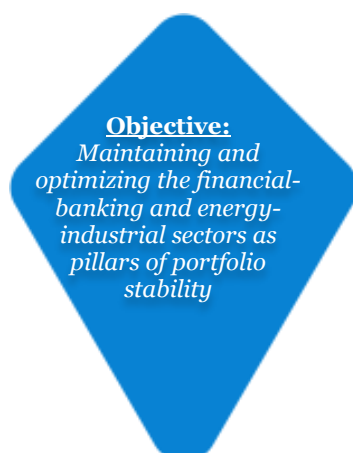 Objective:
Maintaining and
optimizing the financial-
banking and energy-
industrial sectors as
pillars of portfolio
stability